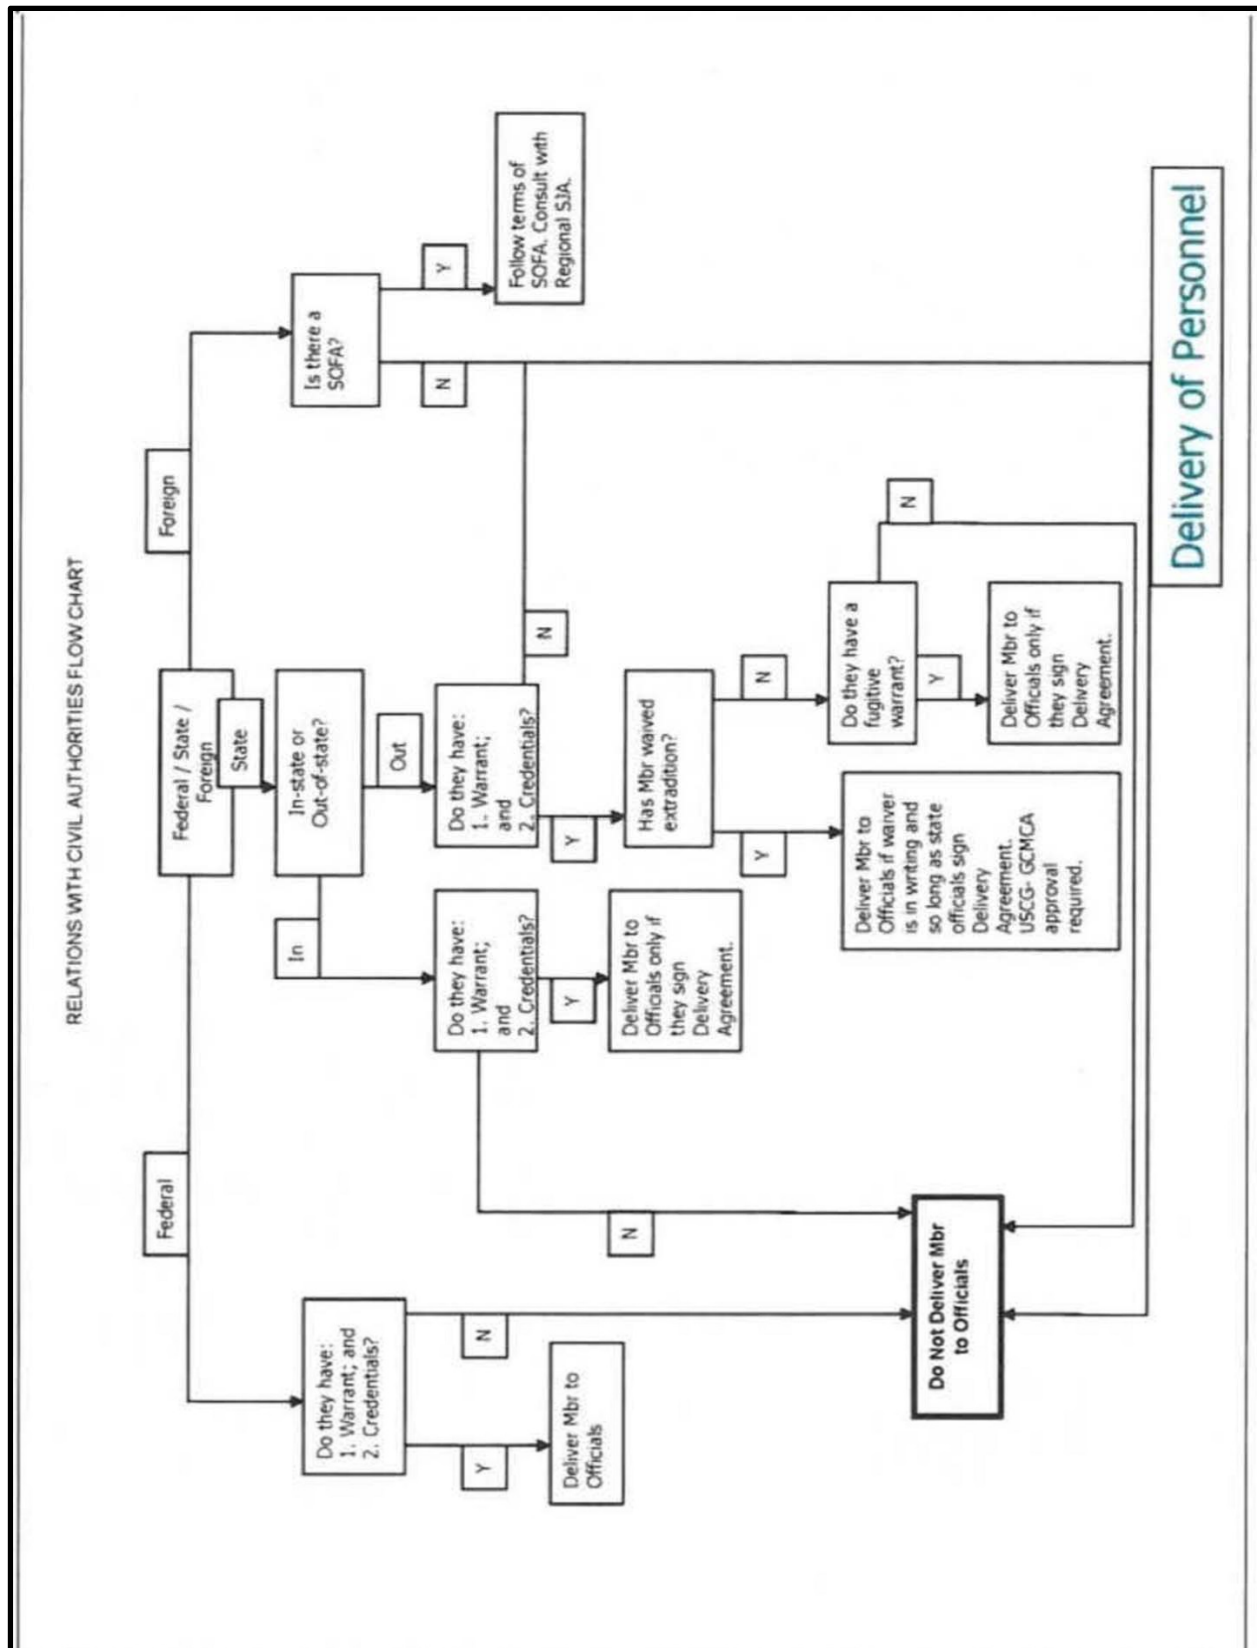 RELATIONS WITH CIVIL AUTHORITIES FLOW CHART
Federal
Federal / State /
Foreign
Foreign
State
Do they have:
1. Warrant; and
2. Credentials?
In-state or
Out-of-state?
Is there a
SOFA?
In
Out
Y
N
Do they have:
1. Warrant;
and
2. Credentials?
Do they have:
1. Warrant;
and
2. Credentials?
N
Y
Deliver Mbr to
Officials
Y
Y
N
Follow terms of
SOFA. Consult with
Regional SJA.
N
Deliver Mbr to
Officials only if
they sign
Delivery
Agreement.
Has Mbr waived
extradition?
Y
N
Do Not Deliver Mbr
to Officials
Deliver Mbr to
Officials if waiver
is in writing and
so long as state
officials sign
Delivery
Agreement.
USCG- GCMCA
approval
required.
Do they have a
fugitive
warrant?
N
Y
Deliver Mbr to
Officials only if
they sign
Delivery
Agreement.
Delivery of Personnel